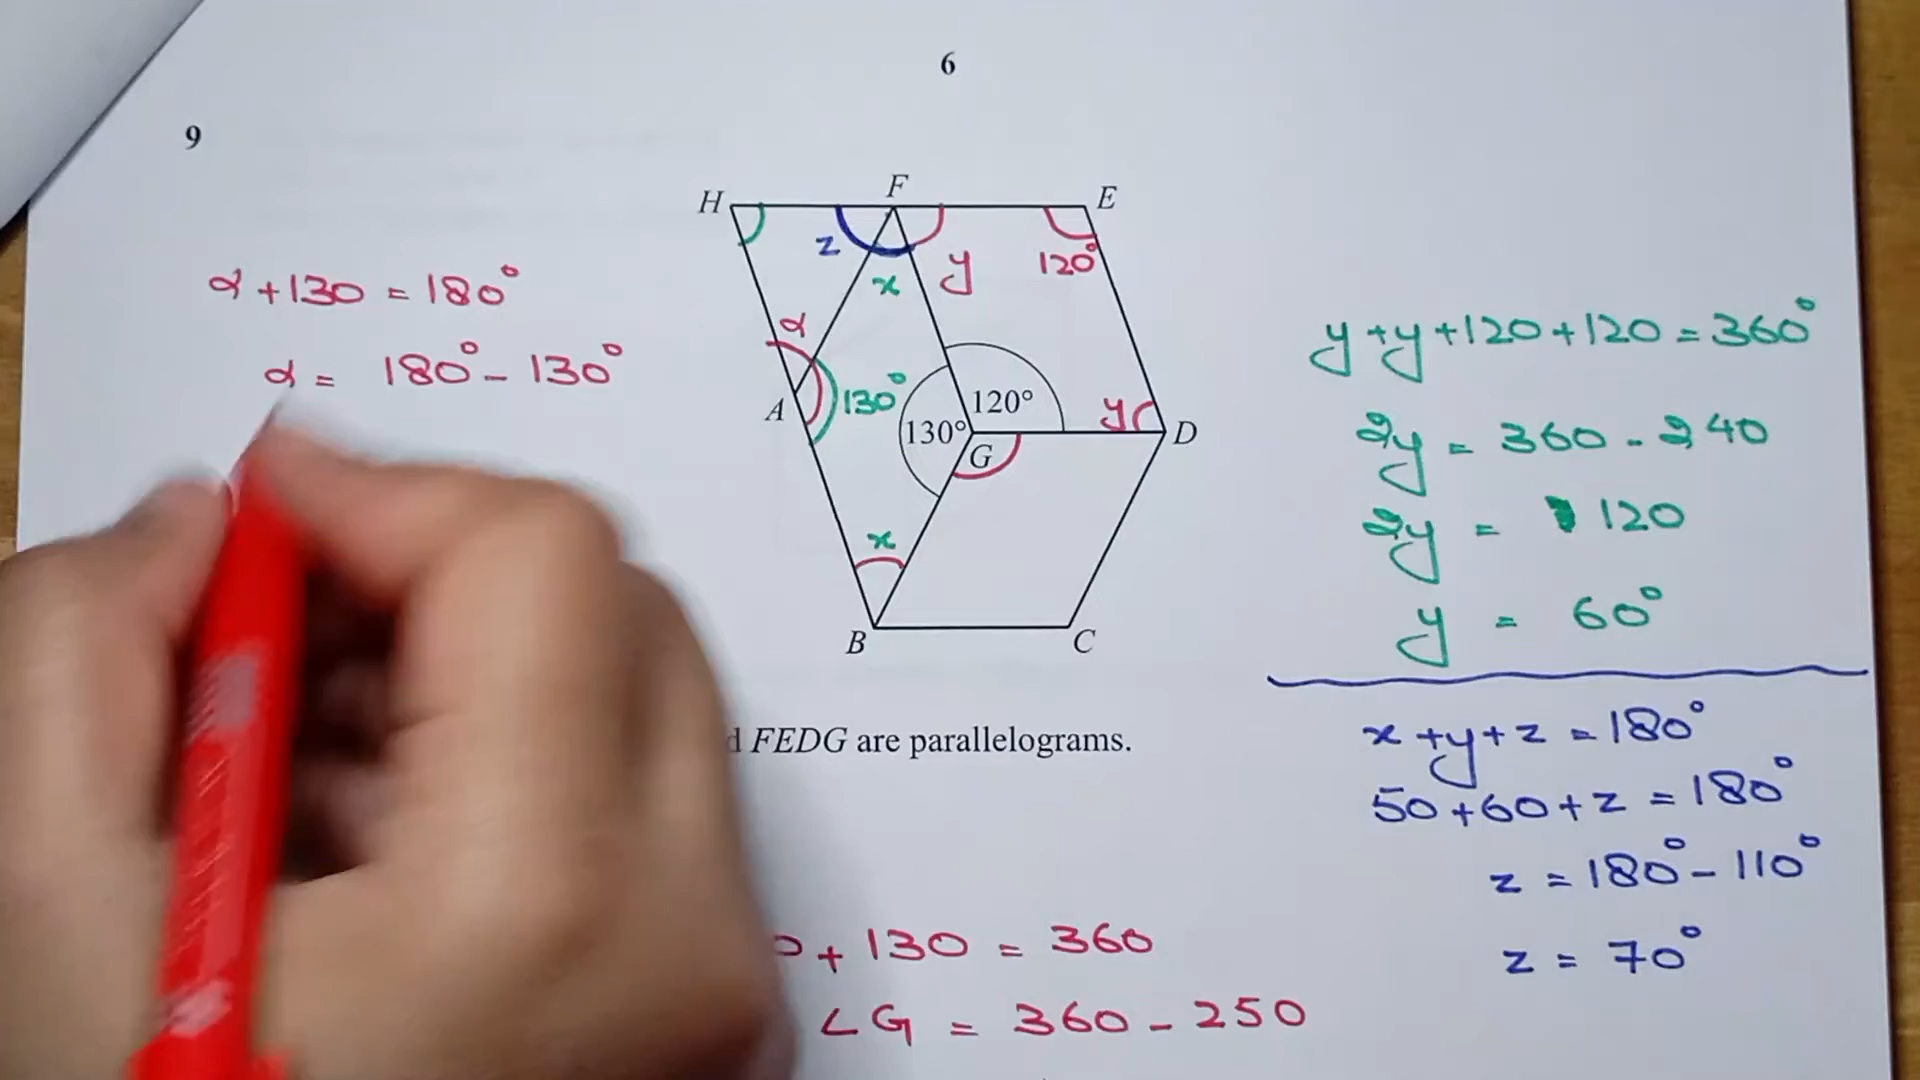 6
9
H F E
z x y 120°
α
A 130° 130° 120° y D
G
x
B C
α + 130 = 180°
α = 180° - 130°
FEDG are parallelograms.
+ 130 = 360
∠G = 360 - 250
y + y + 120 + 120 = 360°
2y = 360 - 240
2y = 120
y = 60°
x + y + z = 180°
50 + 60 + z = 180°
z = 180° - 110°
z = 70°